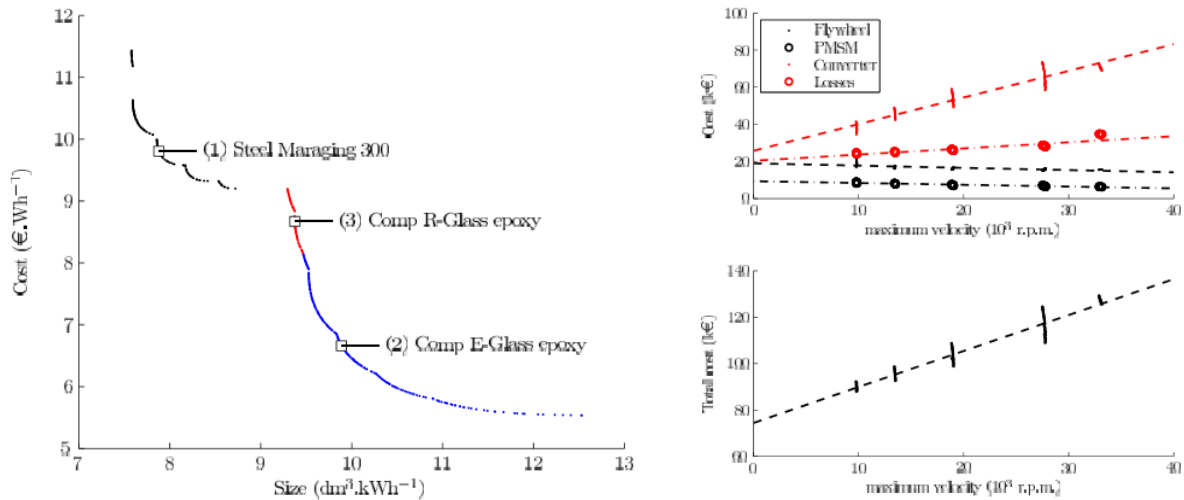 12
11
10
9
8
7
6
5
7
8
9
10
11
12
13
Cost (€.Wh⁻¹)
Size (dm³.kWh⁻¹)
(1) Steel Maraging 300
(3) Comp R-Glass epoxy
(2) Comp E-Glass epoxy
100
80
60
40
20
0
0
10
20
30
40
Cost (k€)
maximum velocity (10³ r.p.m.)
Flywheel
PMSM
Converter
Losses
140
120
100
80
60
0
10
20
30
40
Total cost (k€)
maximum velocity (10³ r.p.m.)